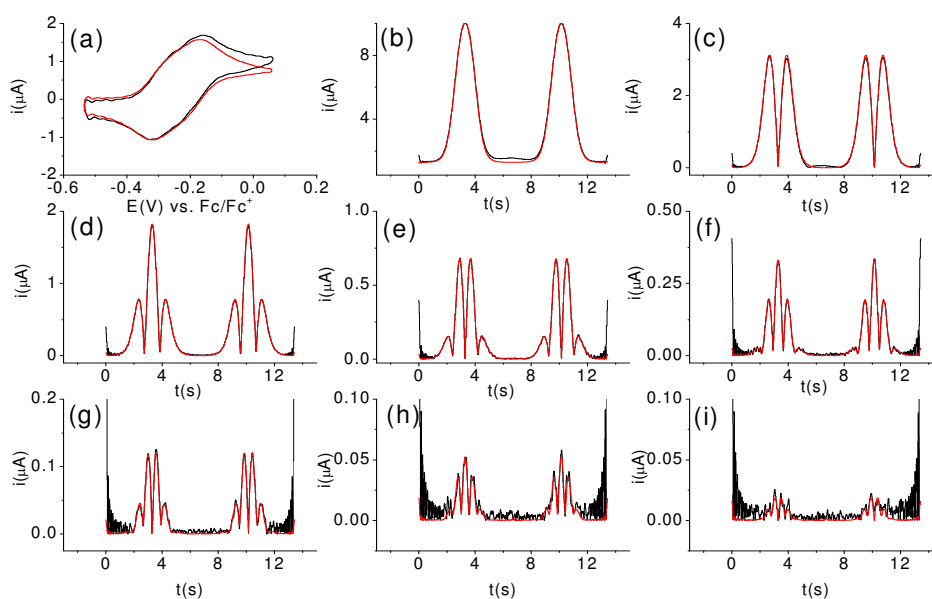 (a)
i(μA)
2
1
0
-1
-2
-0.6 -0.4 -0.2 0.0 0.2
E(V) vs. Fc/Fc⁺
(b)
i(μA)
8
4
0 4 8 12
t(s)
(c)
i(μA)
4
3
2
1
0
0 4 8 12
t(s)
(d)
i(μA)
2
1
0
0 4 8 12
t(s)
(e)
i(μA)
1.0
0.5
0.0
0 4 8 12
t(s)
(f)
i(μA)
0.50
0.25
0.00
0 4 8 12
t(s)
(g)
i(μA)
0.2
0.1
0.0
0 4 8 12
t(s)
(h)
i(μA)
0.10
0.05
0.00
0 4 8 12
t(s)
(i)
i(μA)
0.10
0.05
0.00
0 4 8 12
t(s)